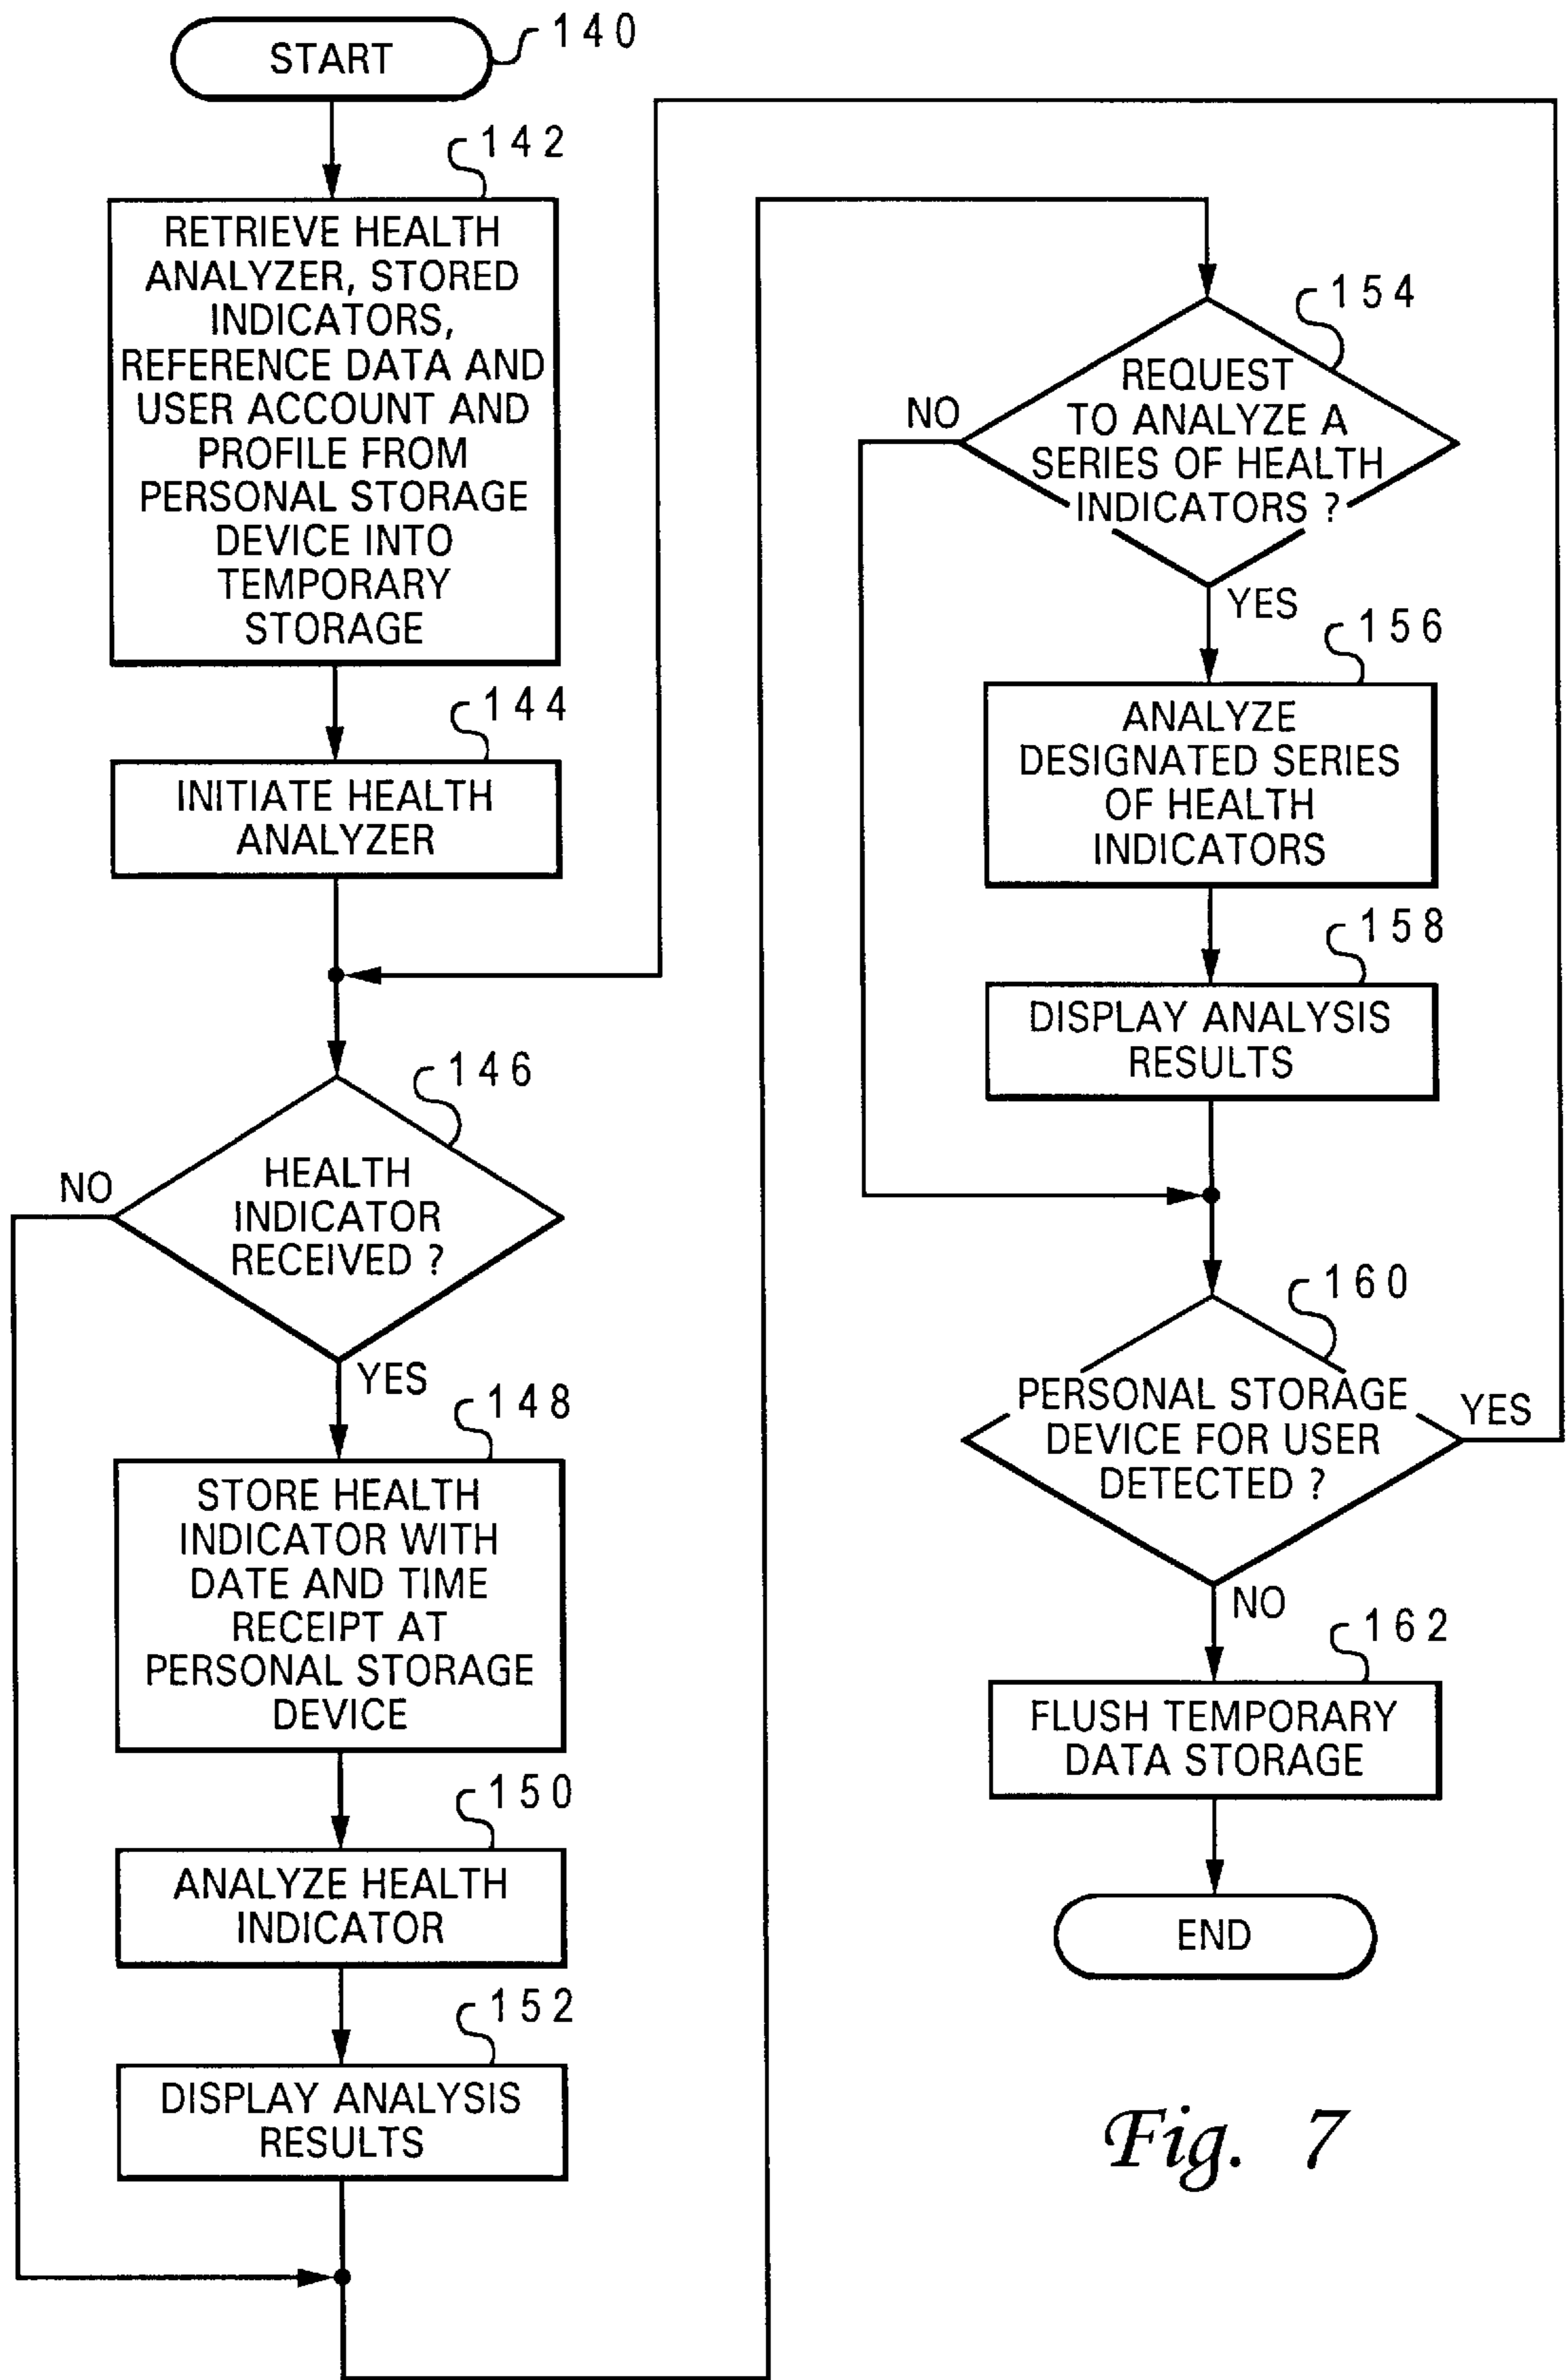 START
140
142
RETRIEVE HEALTH
ANALYZER, STORED
INDICATORS,
REFERENCE DATA AND
USER ACCOUNT AND
PROFILE FROM
PERSONAL STORAGE
DEVICE INTO
TEMPORARY
STORAGE
144
INITIATE HEALTH
ANALYZER
146
HEALTH
INDICATOR
RECEIVED ?
NO
YES
148
STORE HEALTH
INDICATOR WITH
DATE AND TIME
RECEIPT AT
PERSONAL STORAGE
DEVICE
150
ANALYZE HEALTH
INDICATOR
152
DISPLAY ANALYSIS
RESULTS
154
REQUEST
TO ANALYZE A
SERIES OF HEALTH
INDICATORS ?
NO
YES
156
ANALYZE
DESIGNATED SERIES
OF HEALTH
INDICATORS
158
DISPLAY ANALYSIS
RESULTS
160
PERSONAL STORAGE
DEVICE FOR USER
DETECTED ?
YES
NO
162
FLUSH TEMPORARY
DATA STORAGE
END
Fig. 7